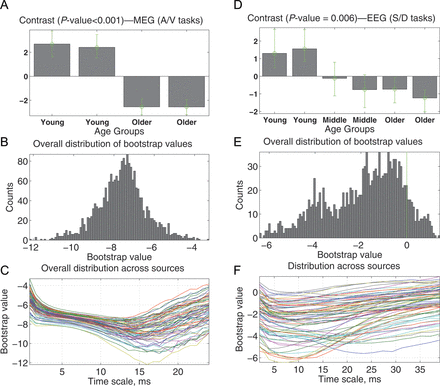 A
Contrast (P-value<0.001)—MEG (A/V tasks)
2
0
−2
Young Young Older Older
Age Groups
B
Overall distribution of bootstrap values
Counts
80
60
40
20
0
−12 −10 −8 −6 −4
Bootstrap value
C
Overall distribution across sources
Bootstrap value
−4
−6
−8
−10
−12
5 10 15 20
Time scale, ms
D
Contrast (P-value = 0.006)—EEG (S/D tasks)
2
1
0
−1
−2
Young Young Middle Middle Older Older
Age Groups
E
Overall distribution of bootstrap values
Counts
30
20
10
0
−6 −4 −2 0
Bootstrap value
F
Distribution across sources
Bootstrap value
0
−2
−4
−6
5 10 15 20 25 30 35
Time scale, ms